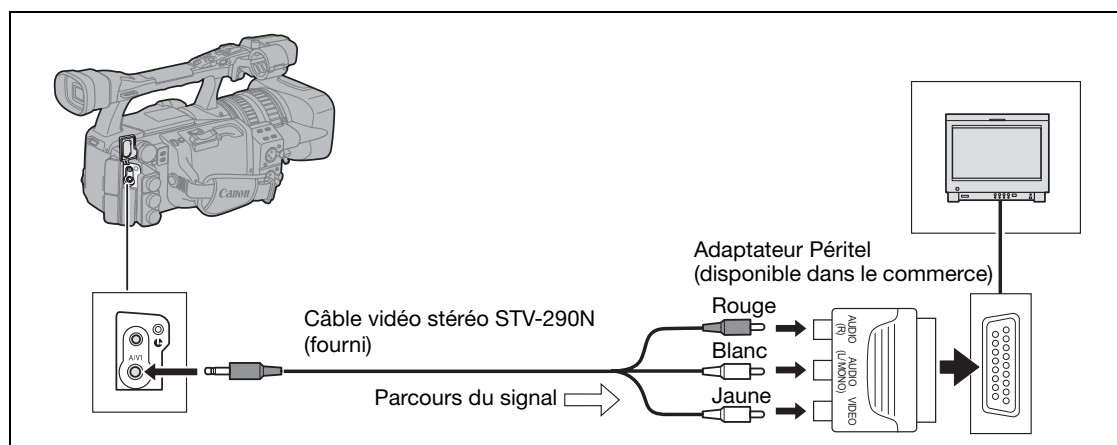 Canon
Adaptateur Péritel
(disponible dans le commerce)
A/V1
Câble vidéo stéréo STV-290N
(fourni)
Parcours du signal
Rouge
Blanc
Jaune
AUDIO
(R)
AUDIO
(L/MONO)
VIDEO